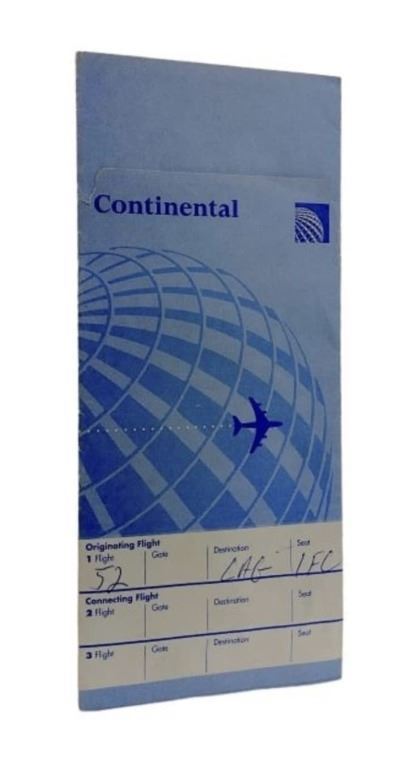 Continental
Originating Flight
1 Flight Gate Destination Seat
52 CDG 1FC
Connecting Flight
2 Flight Gate Destination Seat
3 Flight Gate Destination Seat